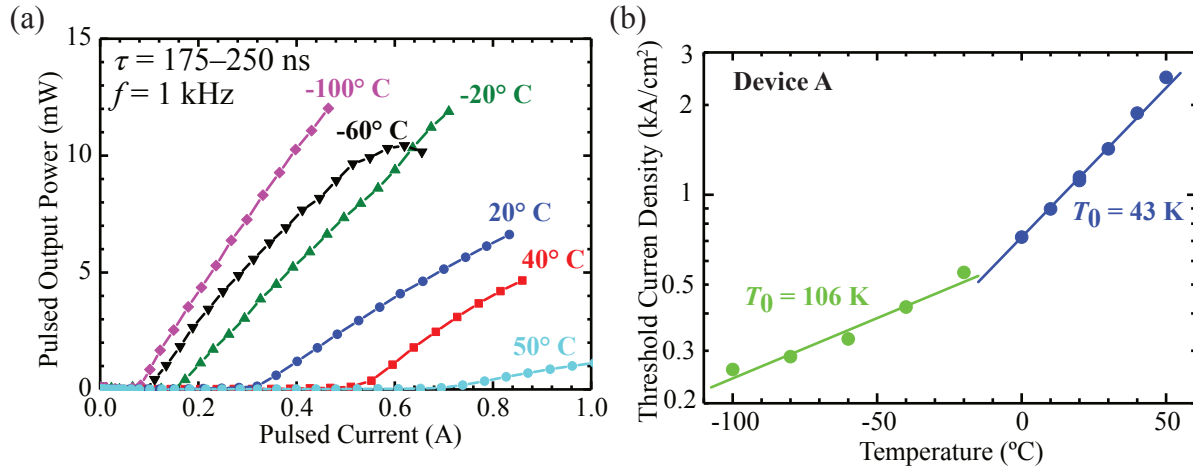 (a)
15
10
5
0
Pulsed Output Power (mW)
τ = 175–250 ns
f = 1 kHz
-100° C
-60° C
-20° C
20° C
40° C
50° C
0.0 0.2 0.4 0.6 0.8 1.0
Pulsed Current (A)
(b)
3
2
1
0.5
0.3
0.2
Threshold Curren Density (kA/cm²)
Device A
T₀ = 43 K
T₀ = 106 K
-100 -50 0 50
Temperature (ºC)